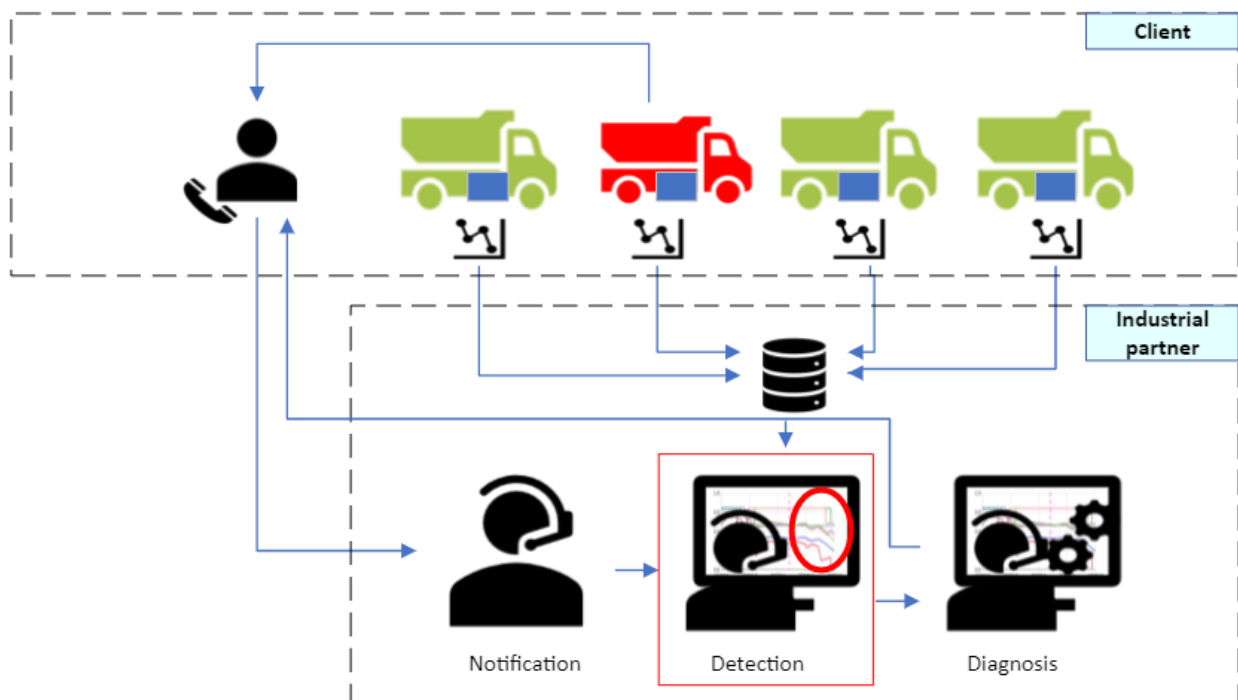 Client
Industrial
partner
Notification
Detection
Diagnosis